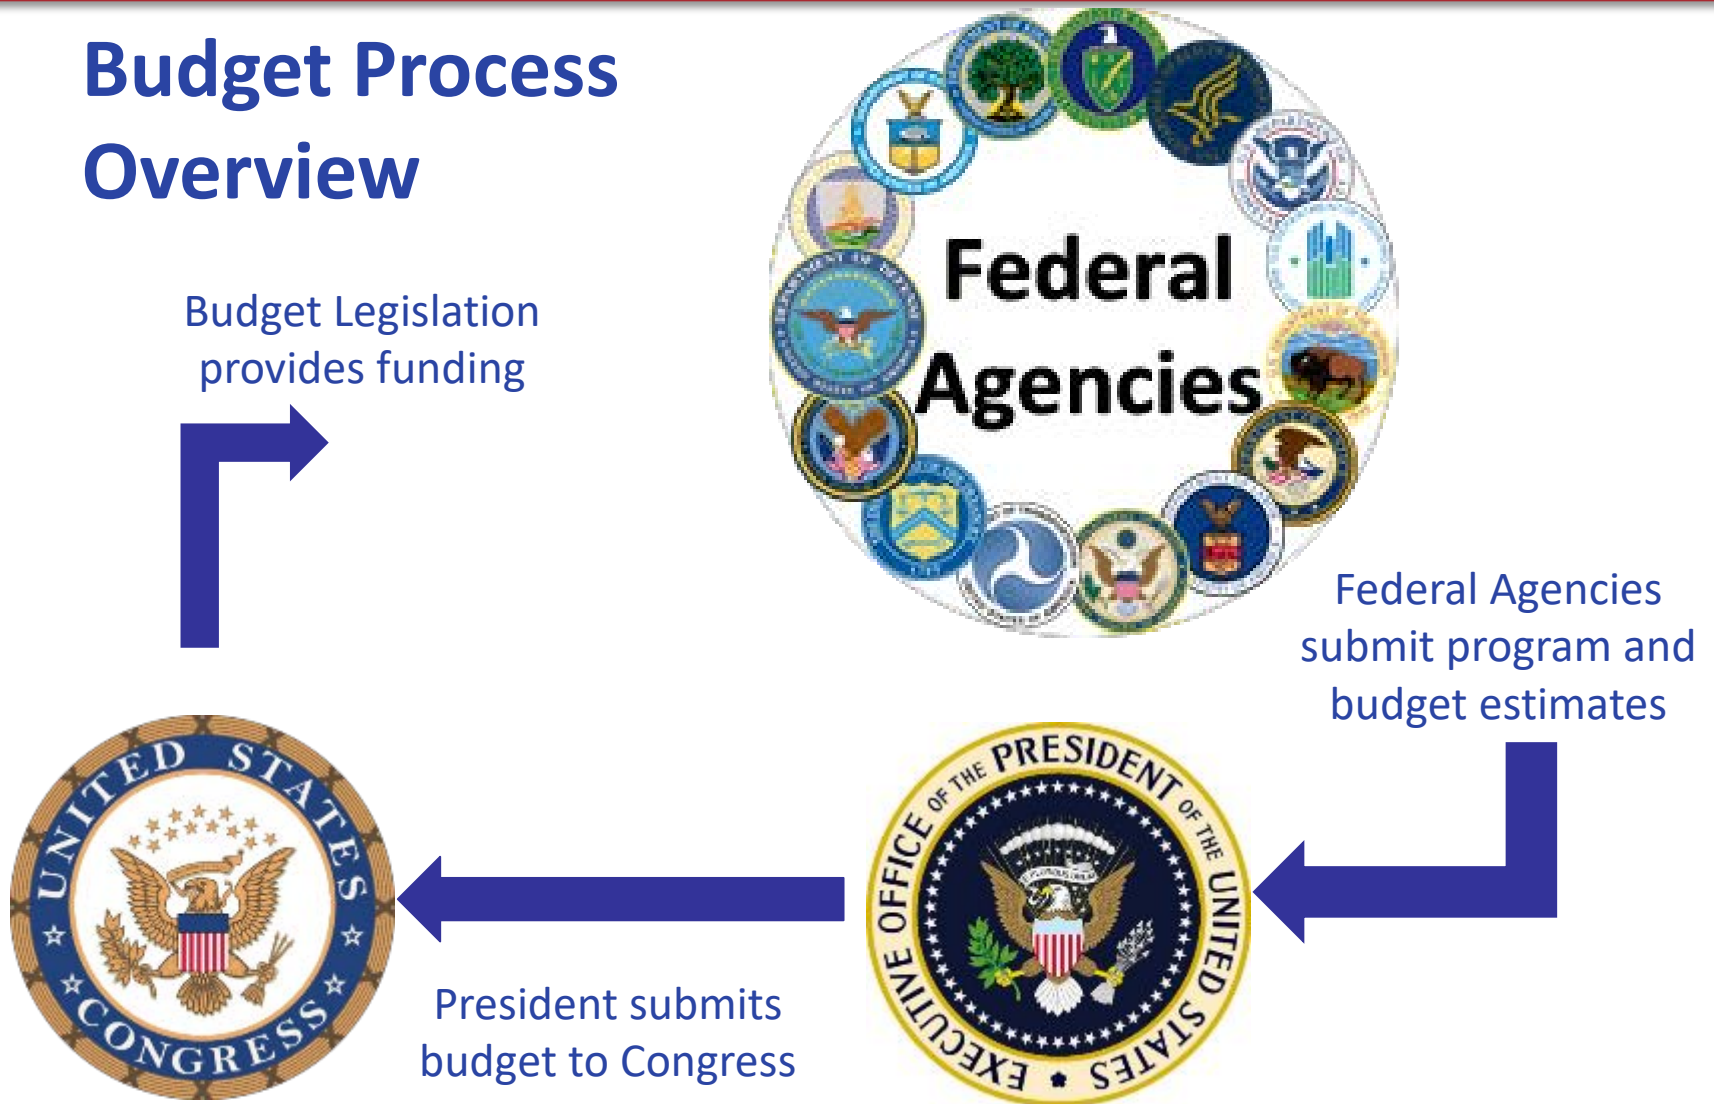 Budget Process
Overview
Budget Legislation
provides funding
Federal
Agencies
Federal Agencies
submit program and
budget estimates
UNITED STATES
CONGRESS
President submits
budget to Congress
EXECUTIVE OFFICE OF THE PRESIDENT OF THE UNITED STATES